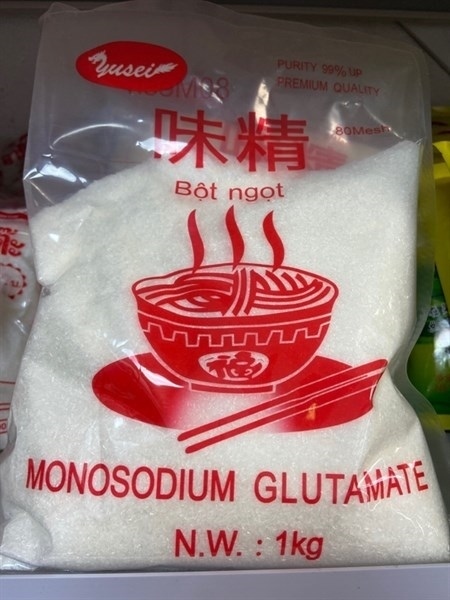 Yusei
PURITY 99% UP
PREMIUM QUALITY
味精
80Mesh
Bột ngọt
福
MONOSODIUM GLUTAMATE
N.W. : 1kg